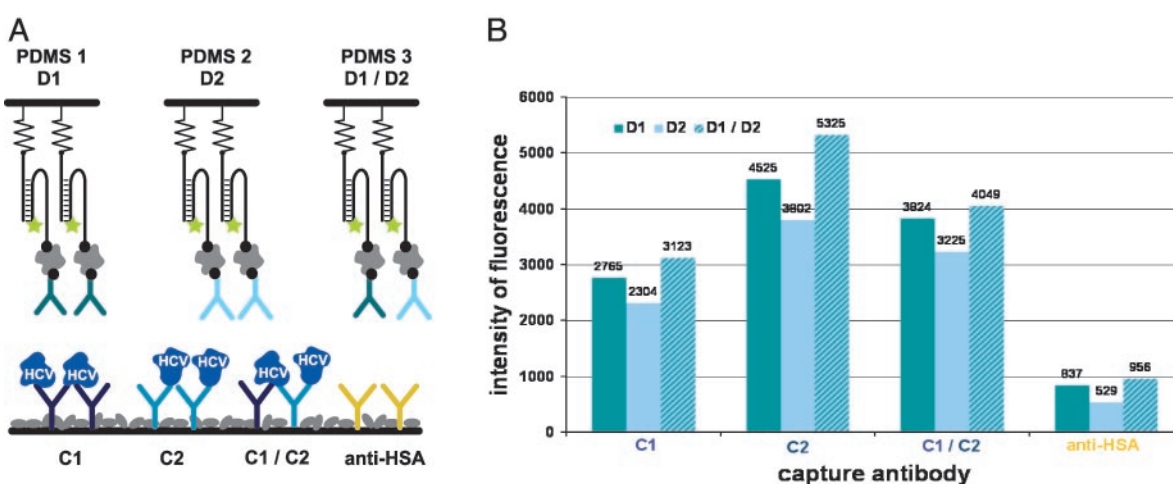 A
PDMS 1
D1
PDMS 2
D2
PDMS 3
D1 / D2
HCV
HCV
HCV
HCV
HCV
HCV
C1
C2
C1 / C2
anti-HSA
B
intensity of fluorescence
6000
5000
4000
3000
2000
1000
0
D1
D2
D1 / D2
2765
2304
3123
4525
3802
5325
3824
3225
4049
837
529
956
C1
C2
C1 / C2
anti-HSA
capture antibody